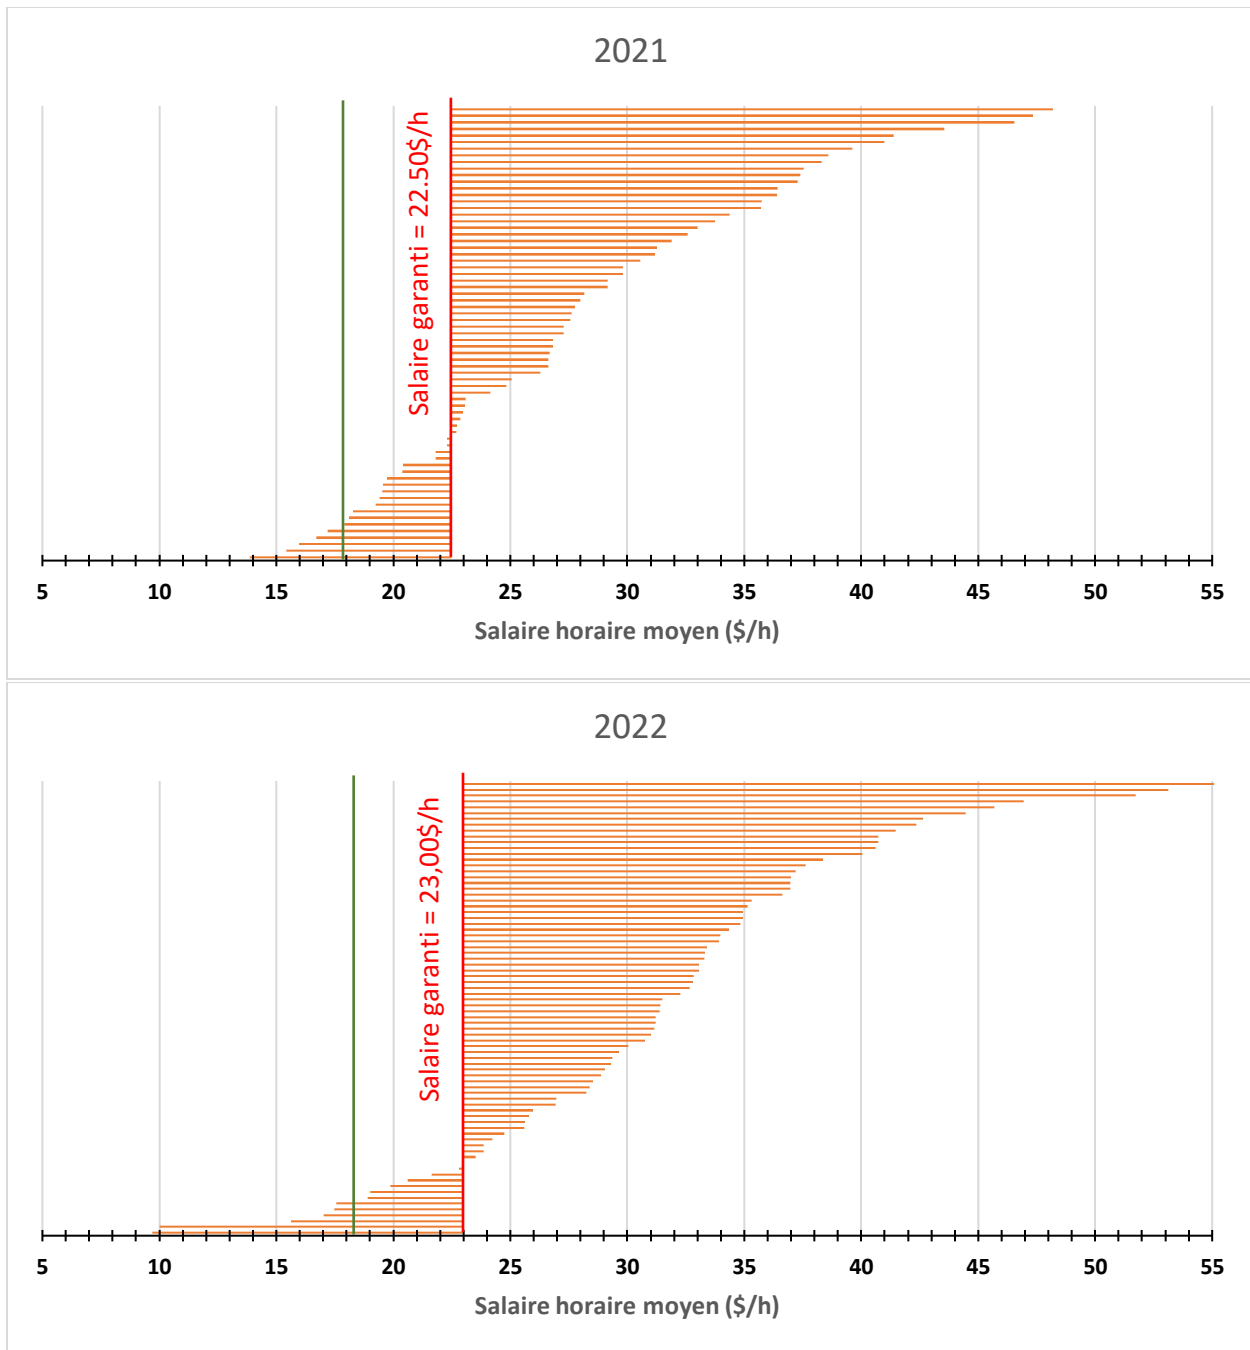 2021
Salaire garanti = 22.50$/h
5 10 15 20 25 30 35 40 45 50 55
Salaire horaire moyen ($/h)
2022
Salaire garanti = 23,00$/h
5 10 15 20 25 30 35 40 45 50 55
Salaire horaire moyen ($/h)